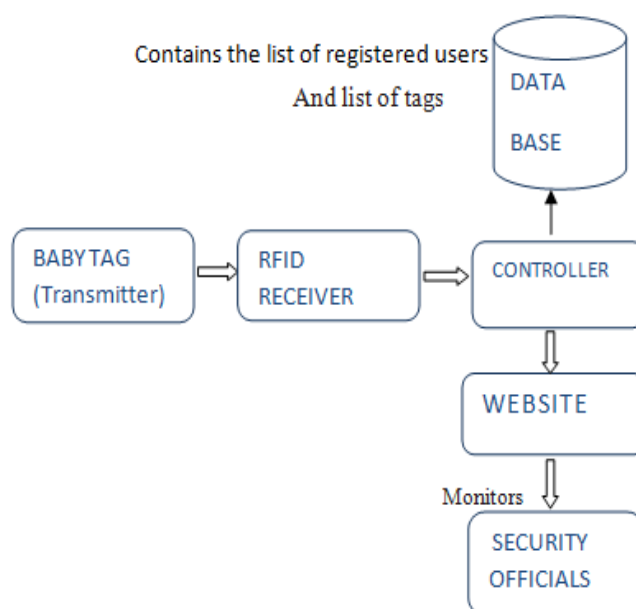 Contains the list of registered users
And list of tags
DATA
BASE
BABY TAG
(Transmitter)
RFID
RECEIVER
CONTROLLER
WEBSITE
Monitors
SECURITY
OFFICIALS